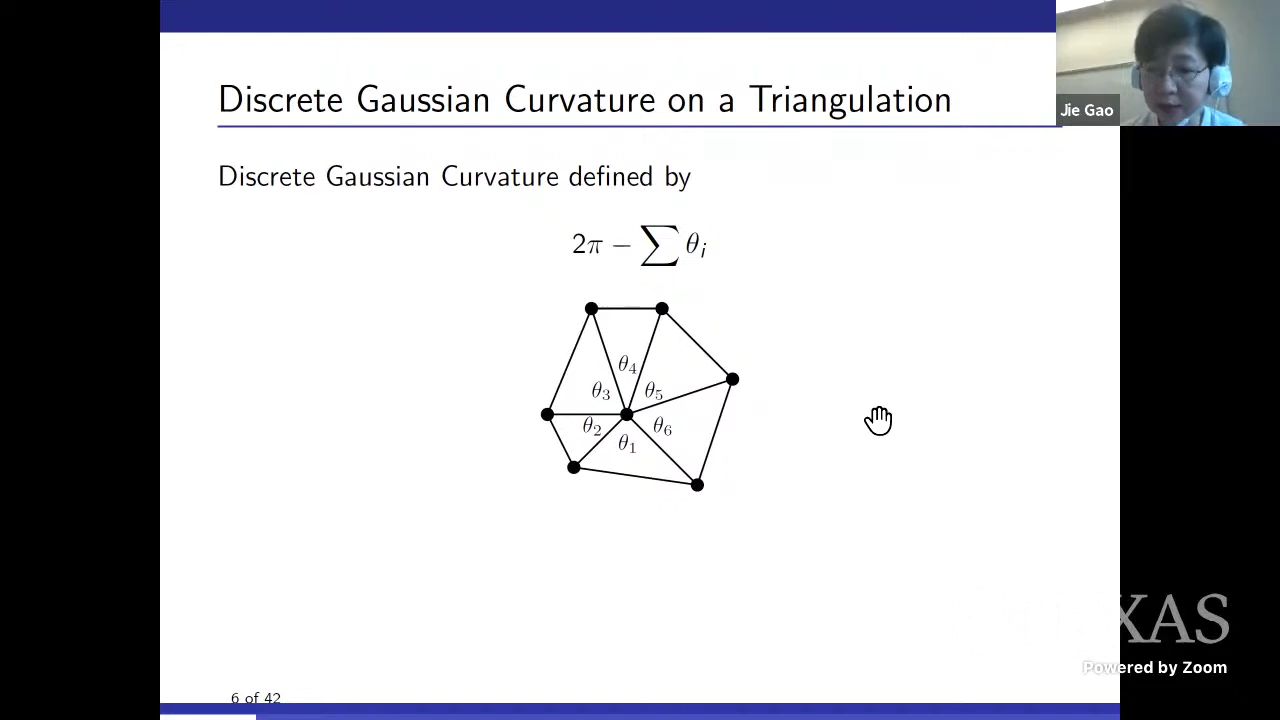 Discrete Gaussian Curvature on a Triangulation
Jie Gao
Discrete Gaussian Curvature defined by
2π − ∑ θi
θ4
θ3 θ5
θ2 θ6
θ1
XAS
Powered by Zoom
6 of 42